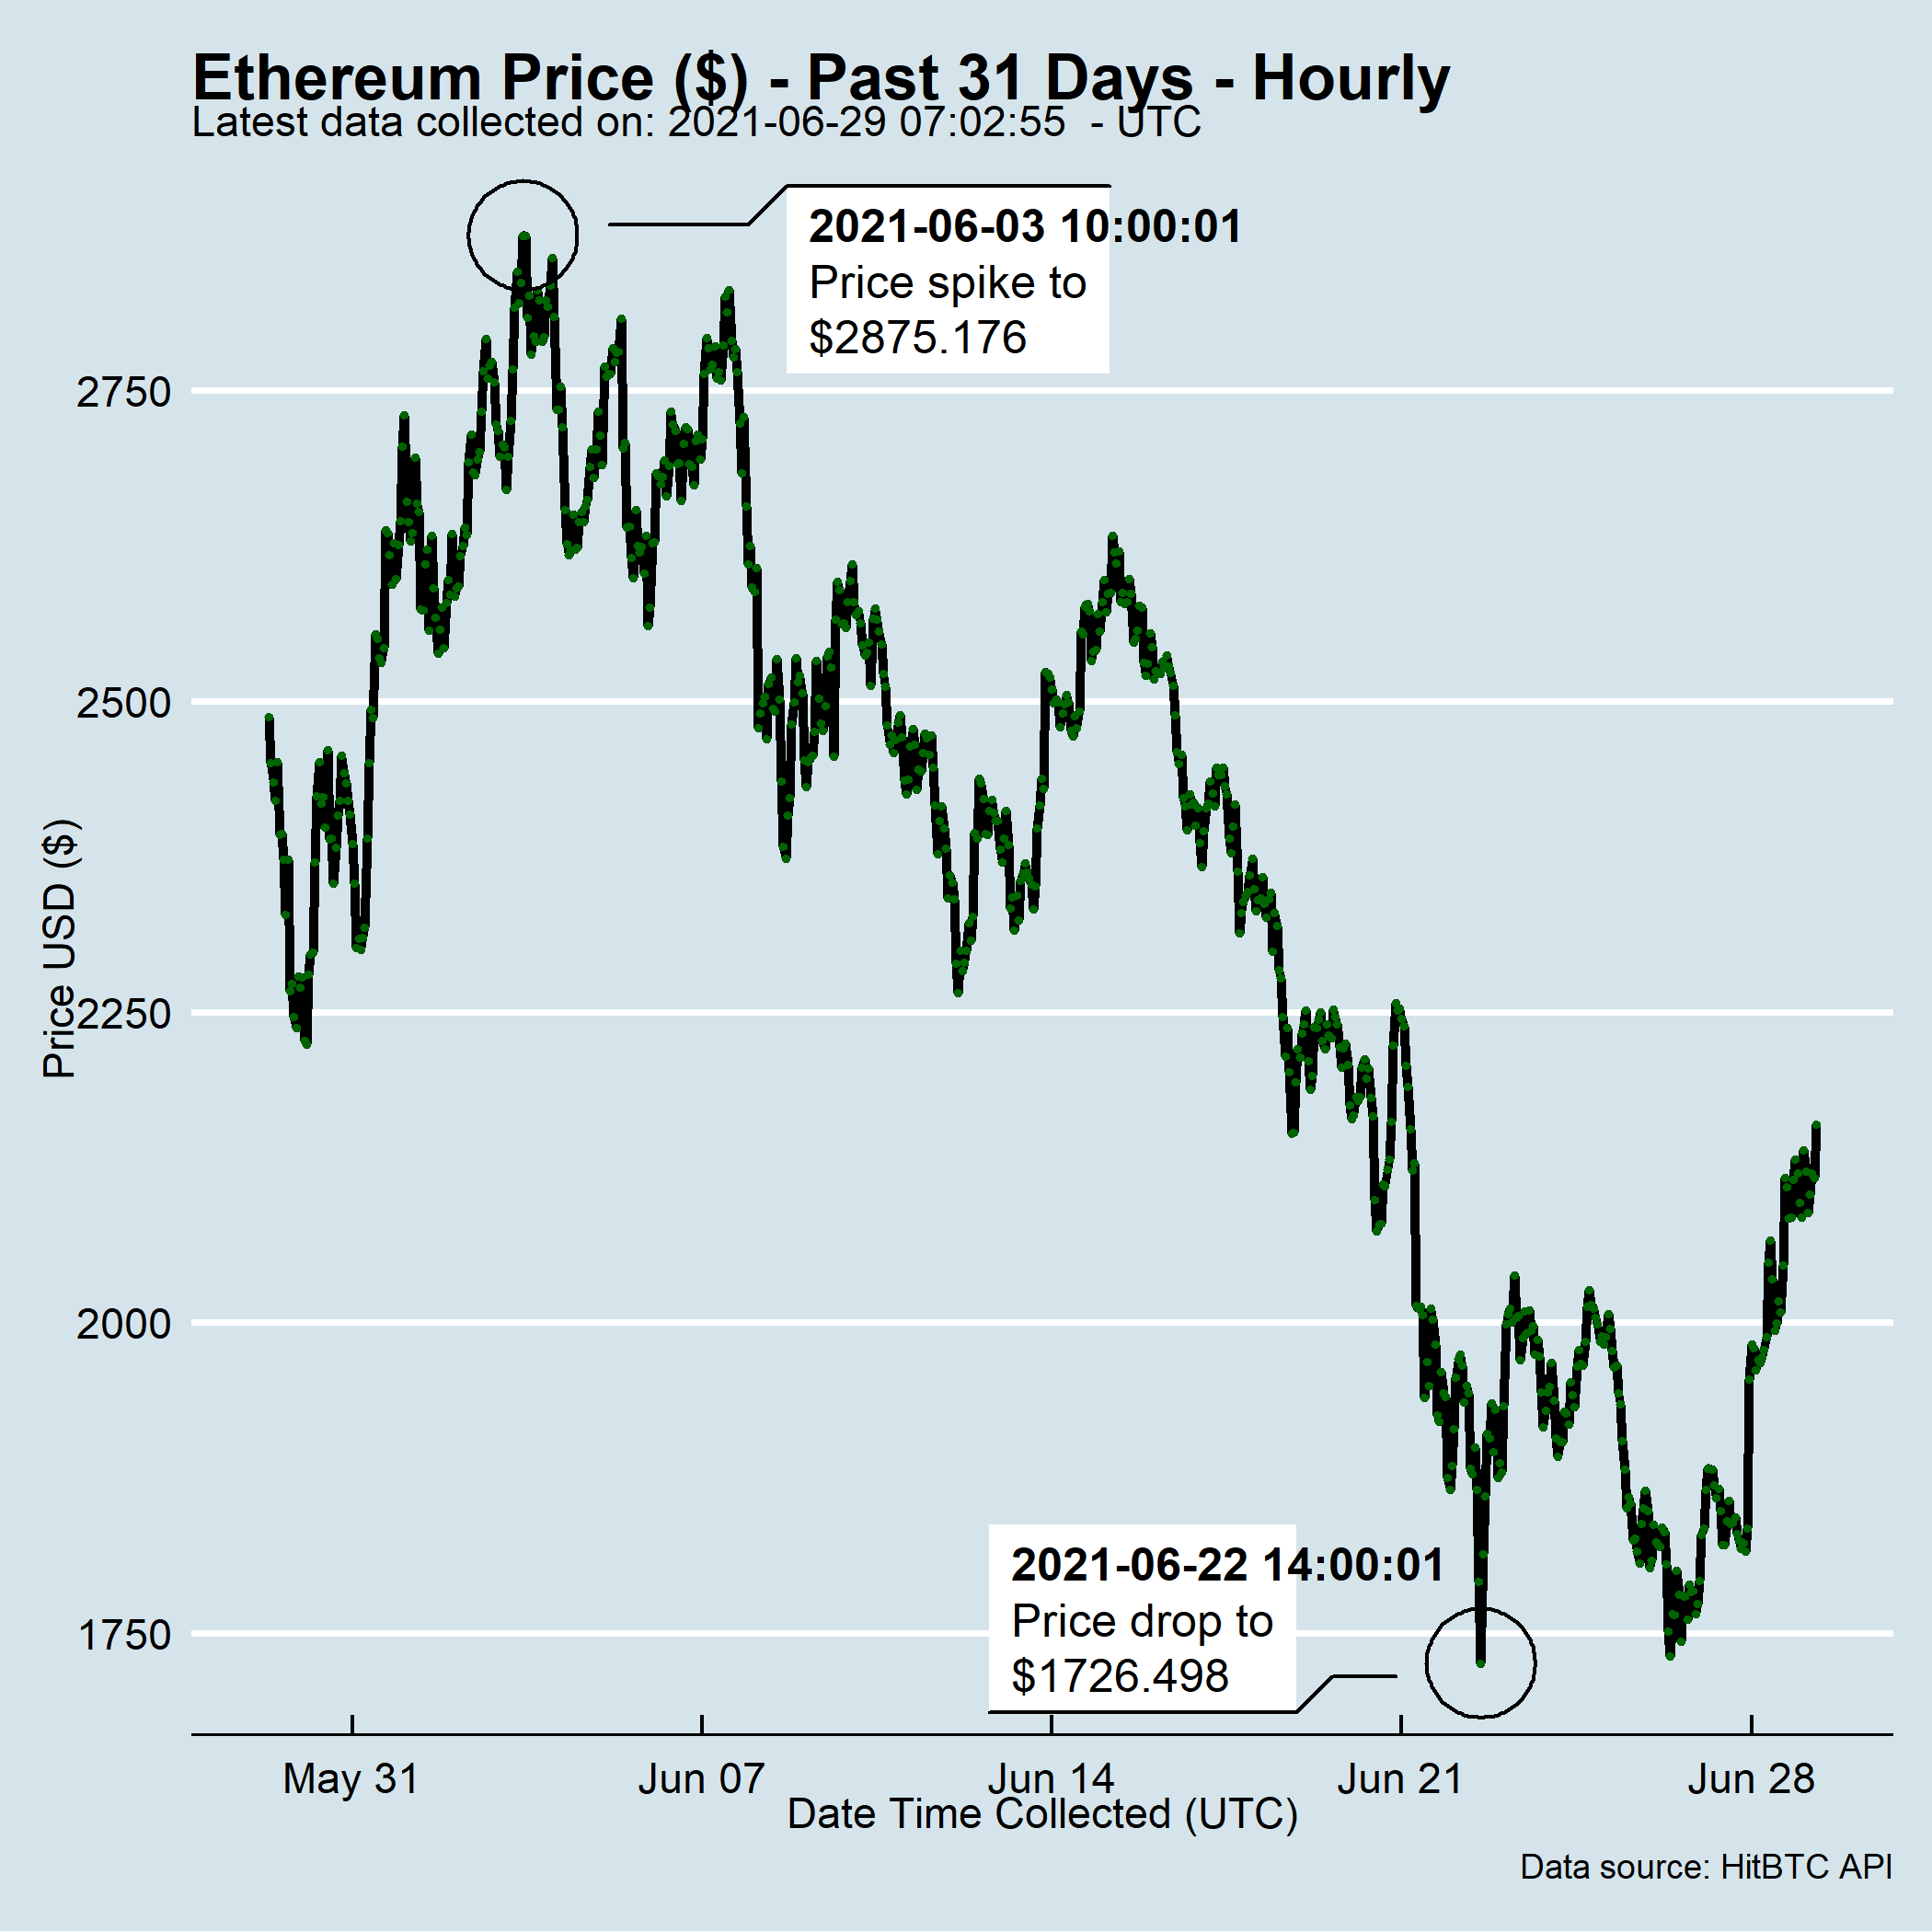 Ethereum Price ($) - Past 31 Days - Hourly
Latest data collected on: 2021-06-29 07:02:55  - UTC
2021-06-03 10:00:01
Price spike to
$2875.176
2750
2500
2250
2000
1750
Price USD ($)
2021-06-22 14:00:01
Price drop to
$1726.498
May 31
Jun 07
Jun 14
Jun 21
Jun 28
Date Time Collected (UTC)
Data source: HitBTC API